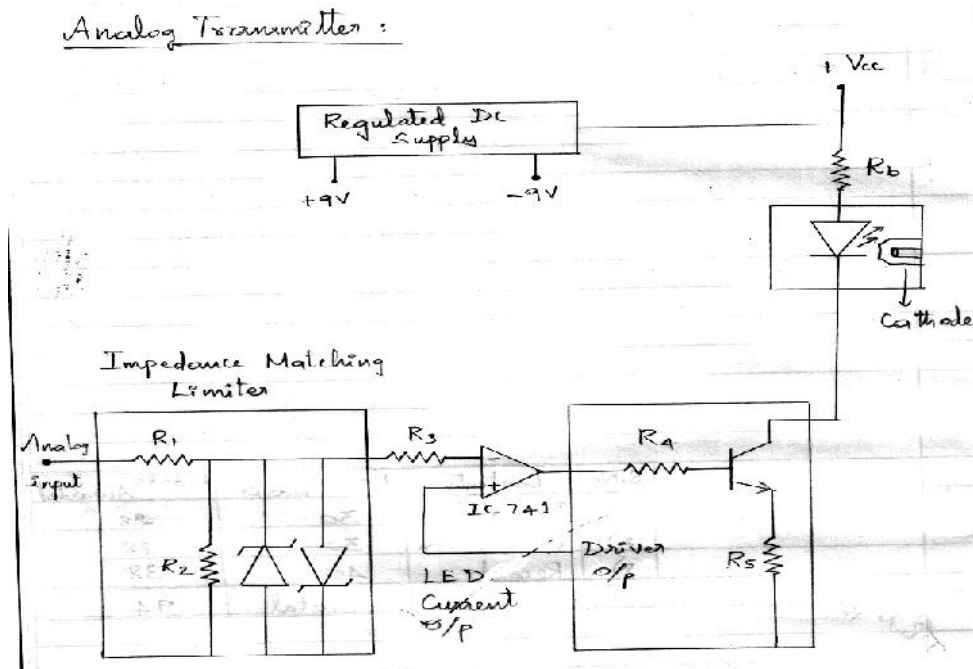 Analog Transmitter :
+ Vcc
Regulated DC
Supply
+9V
-9V
Rb
Cathode
Impedance Matching
Limiter
Analog
input
R1
R2
R3
-
+
IC 741
R4
R5
Driver
O/p
LED
Current
O/p